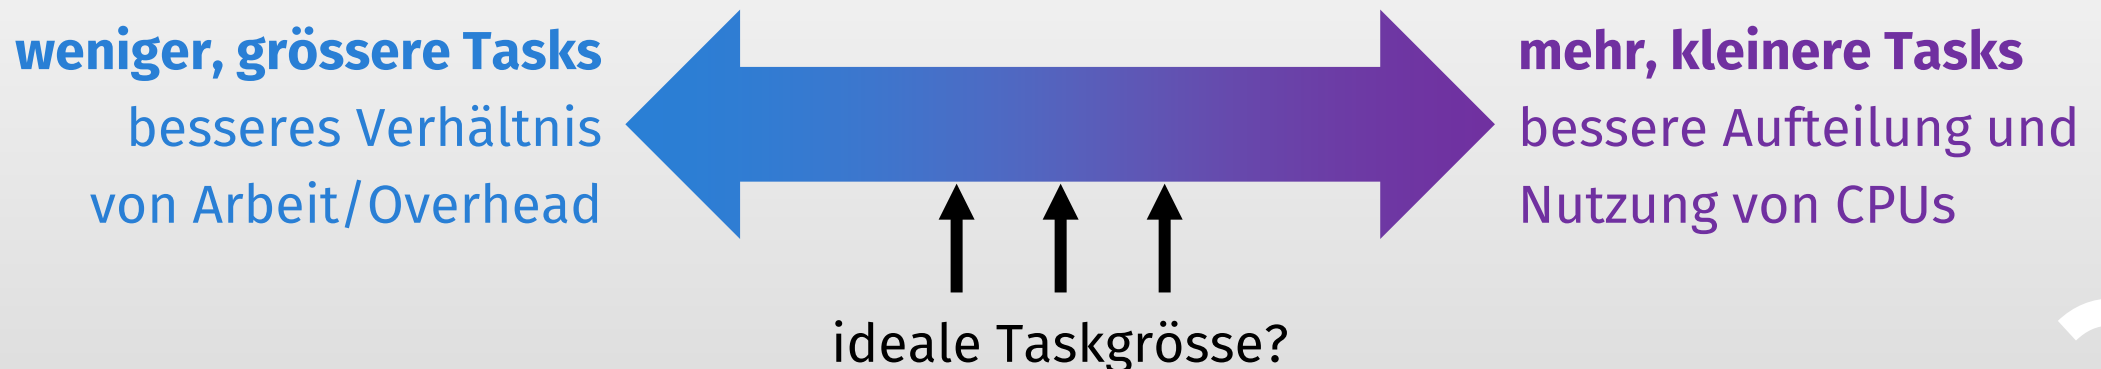 weniger, grössere Tasks
besseres Verhältnis
von Arbeit/Overhead
mehr, kleinere Tasks
bessere Aufteilung und
Nutzung von CPUs
ideale Taskgrösse?